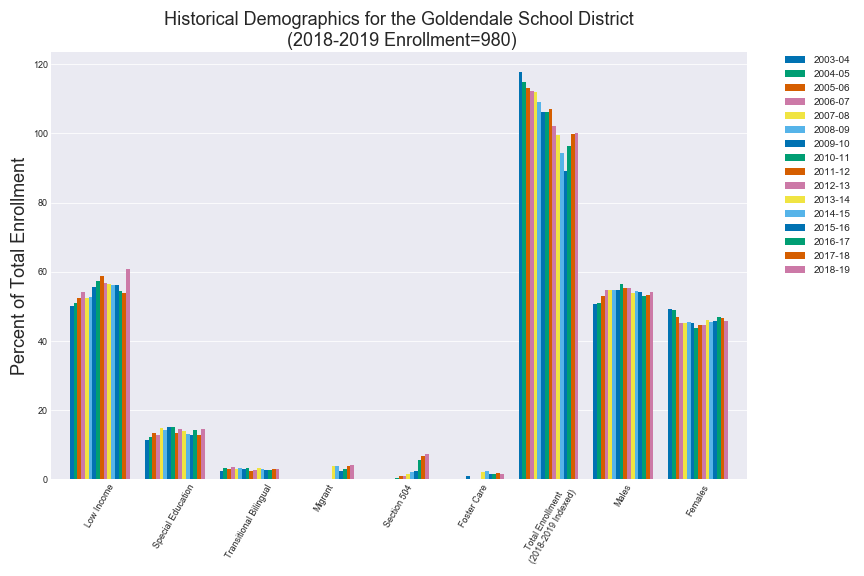 Historical Demographics for the Goldendale School District
(2018-2019 Enrollment=980)
Percent of Total Enrollment
120
100
80
60
40
20
0
Low Income
Special Education
Transitional Bilingual
Migrant
Section 504
Foster Care
Total Enrollment
(2018-2019 Indexed)
Males
Females
2003-04
2004-05
2005-06
2006-07
2007-08
2008-09
2009-10
2010-11
2011-12
2012-13
2013-14
2014-15
2015-16
2016-17
2017-18
2018-19